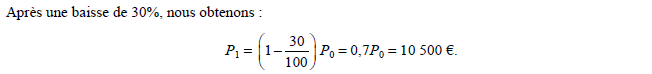 Après une baisse de 30%, nous obtenons :
P₁ = (1 − 30/100) P₀ = 0,7P₀ = 10 500 €.